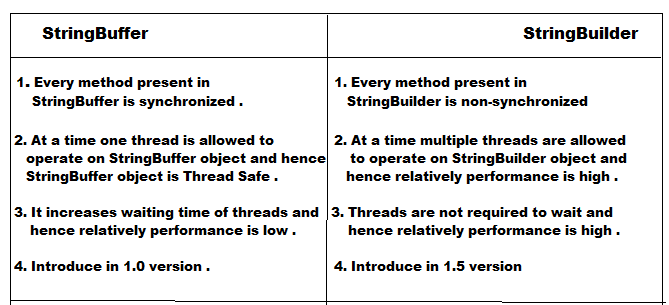 StringBuffer
StringBuilder
1. Every method present in
StringBuffer is synchronized .
2. At a time one thread is allowed to
operate on StringBuffer object and hence
StringBuffer object is Thread Safe .
3. It increases waiting time of threads and
hence relatively performance is low .
4. Introduce in 1.0 version .
1. Every method present in
StringBuilder is non-synchronized
2. At a time multiple threads are allowed
to operate on StringBuilder object and
hence relatively performance is high .
3. Threads are not required to wait and
hence relatively performance is high .
4. Introduce in 1.5 version